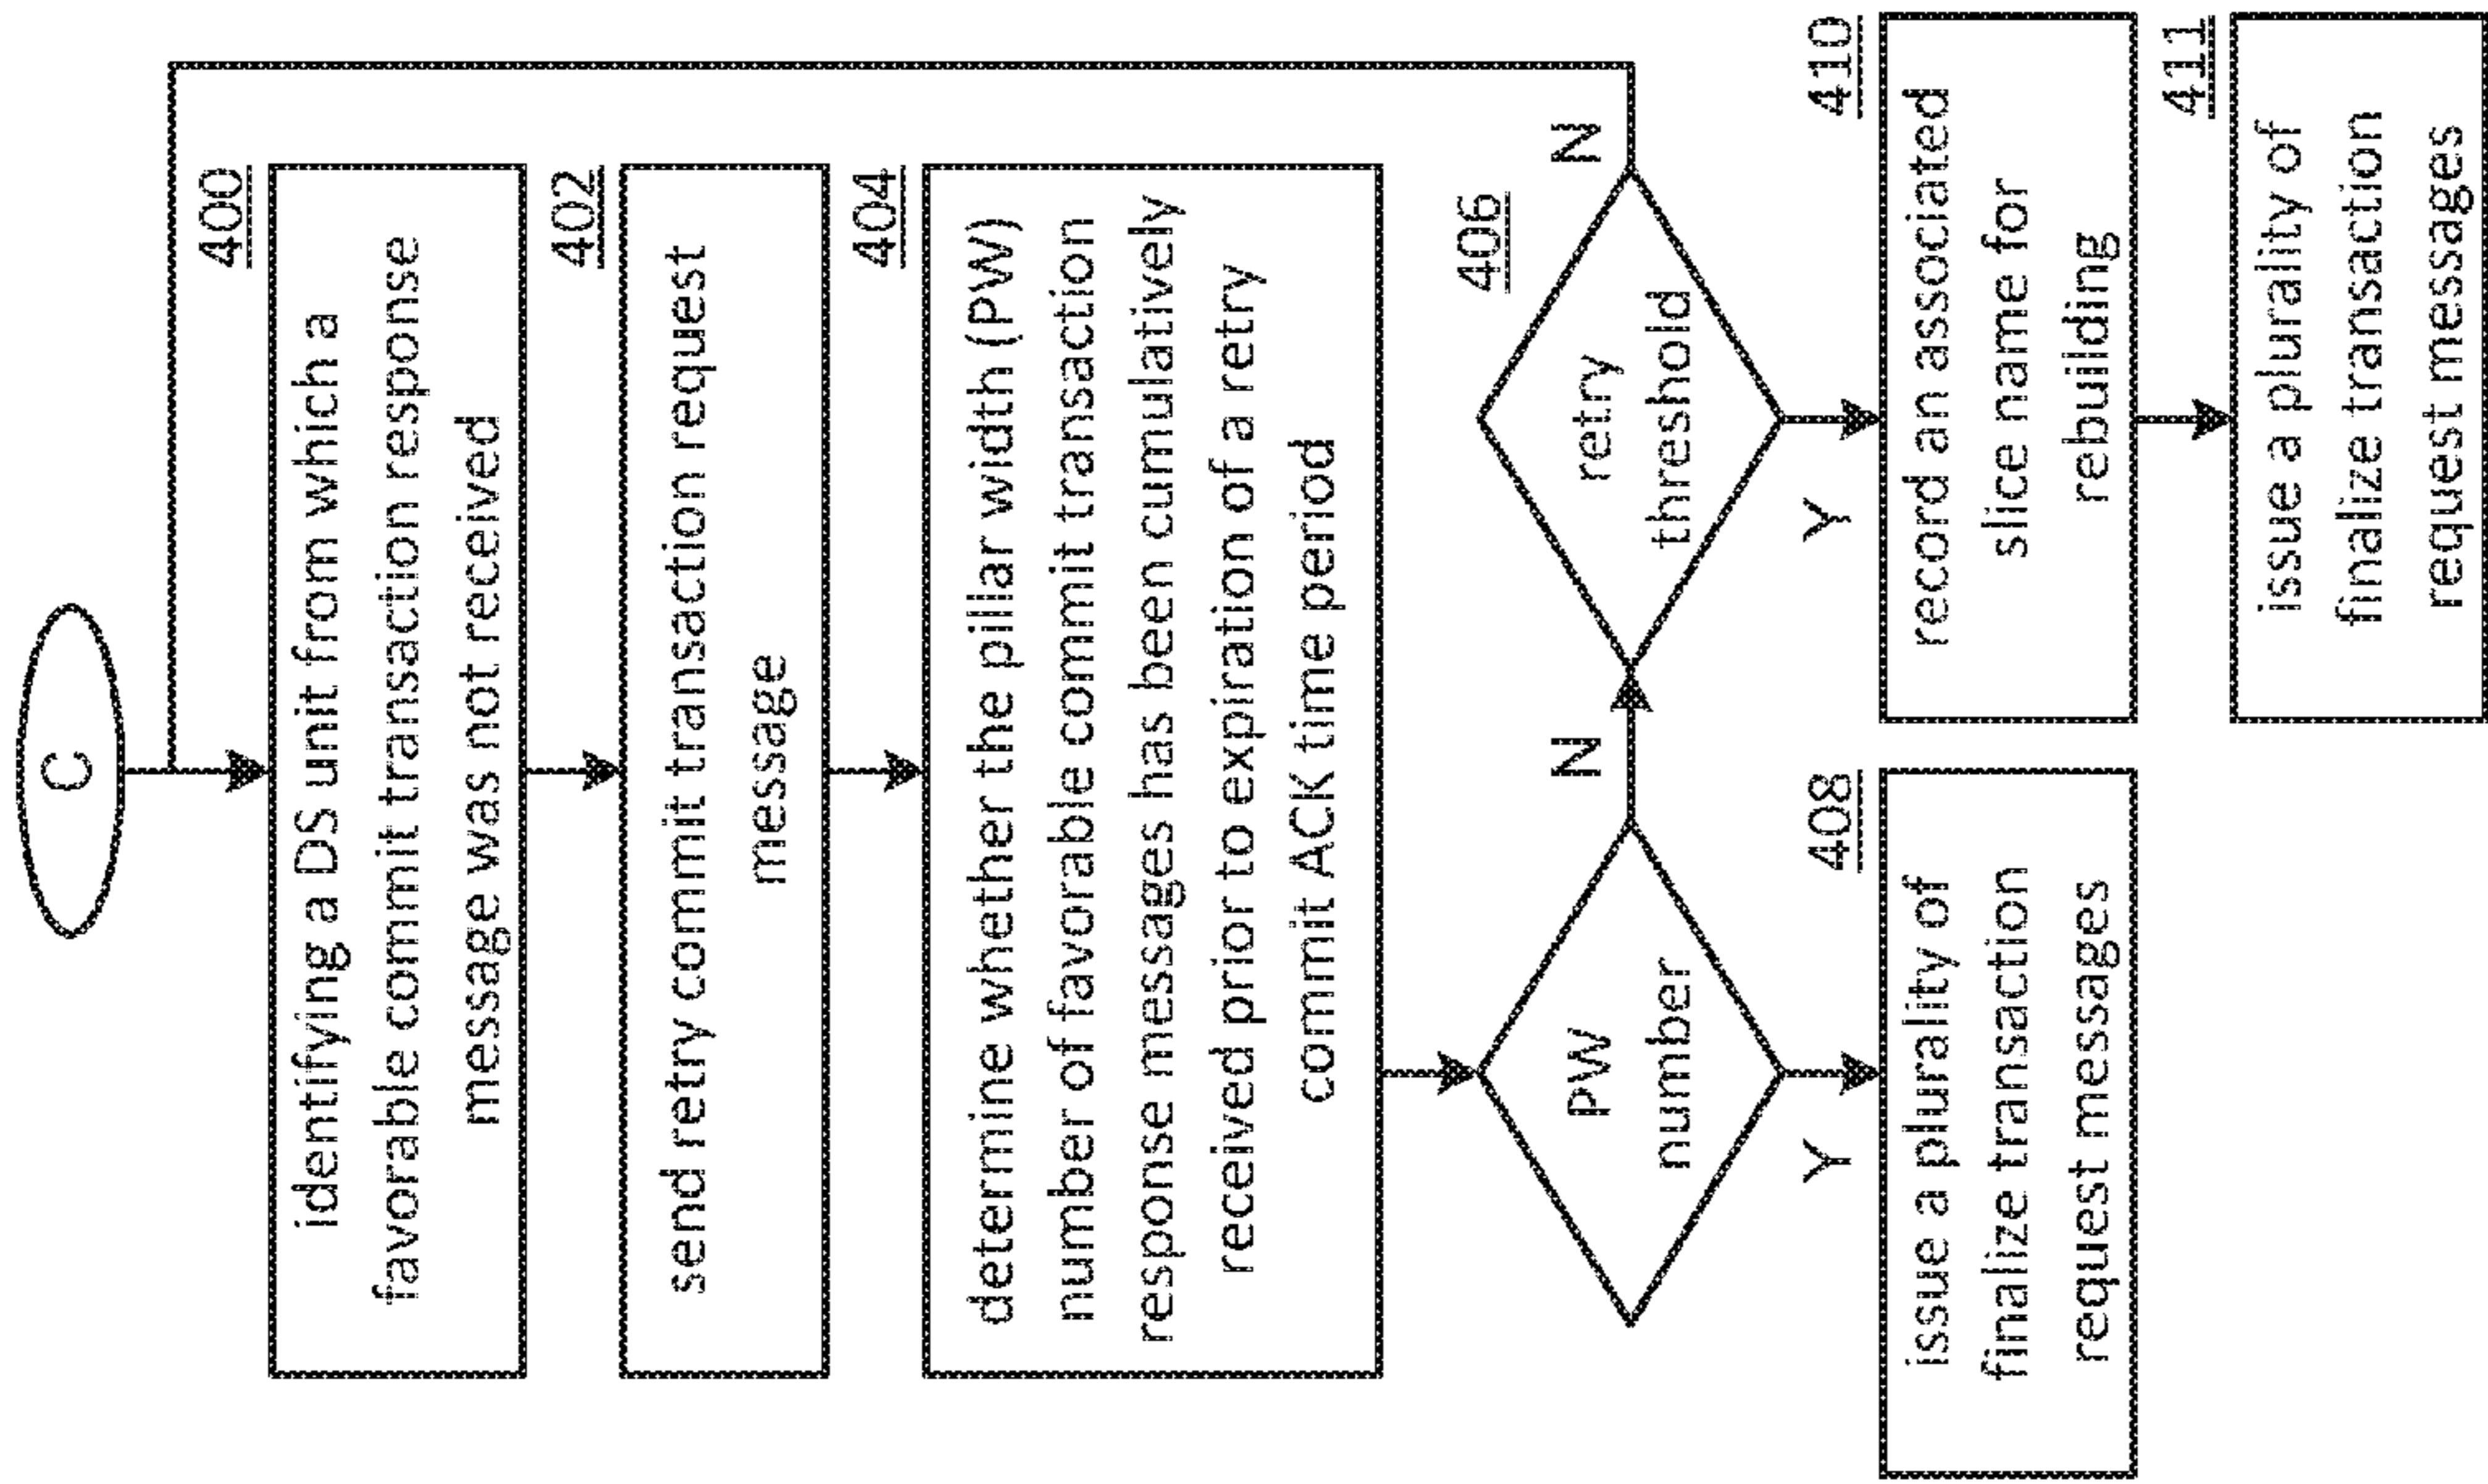 C
400
identifying a DS unit from which a
favorable commit transaction response
message was not received
402
send retry commit transaction request
message
404
determine whether the pillar width (PW)
number of favorable commit transaction
response messages has been cumulatively
received prior to expiration of a retry
commit ACK time period
PW
number
N
Y
406
retry
threshold
N
Y
408
issue a plurality of
finalize transaction
request messages
410
record an associated
slice name for
rebuilding
411
issue a plurality of
finalize transaction
request messages